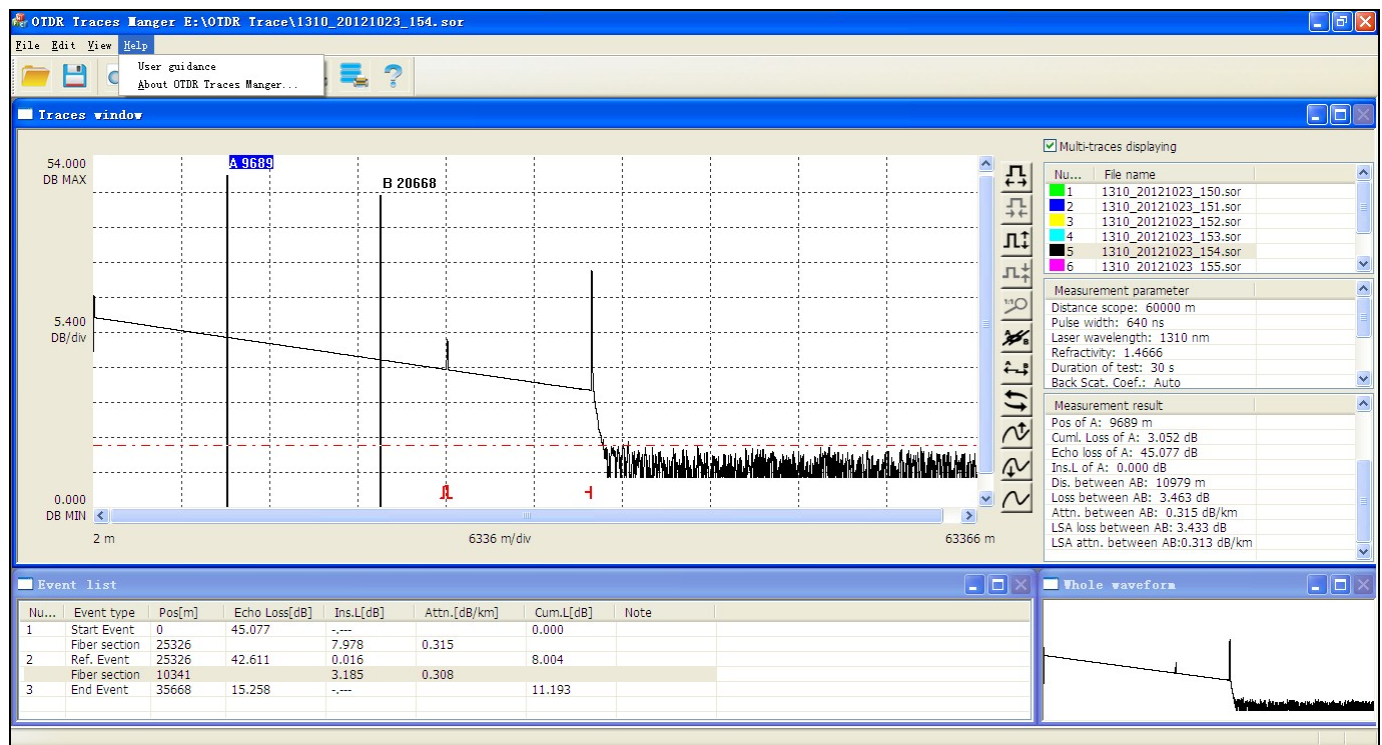 OTDR Traces Manger E:\OTDR Trace\1310_20121023_154.sor
File Edit View Help
User guidance
About OTDR Traces Manger...
Traces window
54.000
DB MAX
5.400
DB/div
0.000
DB MIN
A 9689
B 20668
2 m
6336 m/div
63366 m
Multi-traces displaying
Nu... File name
1 1310_20121023_150.sor
2 1310_20121023_151.sor
3 1310_20121023_152.sor
4 1310_20121023_153.sor
5 1310_20121023_154.sor
6 1310_20121023_155.sor
Measurement parameter
Distance scope: 60000 m
Pulse width: 640 ns
Laser wavelength: 1310 nm
Refractivity: 1.4666
Duration of test: 30 s
Back Scat. Coef.: Auto
Measurement result
Pos of A: 9689 m
Cuml. Loss of A: 3.052 dB
Echo loss of A: 45.077 dB
Ins.L of A: 0.000 dB
Dis. between AB: 10979 m
Loss between AB: 3.463 dB
Attn. between AB: 0.315 dB/km
LSA loss between AB: 3.433 dB
LSA attn. between AB:0.313 dB/km
Event list
Nu... Event type Pos[m] Echo Loss[dB] Ins.L[dB] Attn.[dB/km] Cum.L[dB] Note
1 Start Event 0 45.077 -.--- 0.000
Fiber section 25326 7.978 0.315
2 Ref. Event 25326 42.611 0.016 8.004
Fiber section 10341 3.185 0.308
3 End Event 35668 15.258 -.--- 11.193
Whole waveform